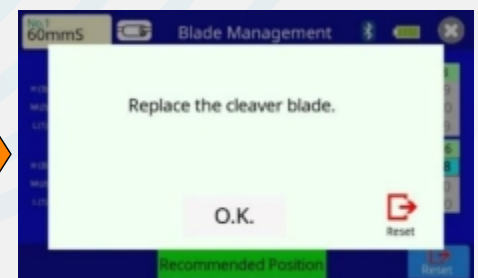 No.1
60mmS
Blade Management
Replace the cleaver blade.
O.K.
Reset
Recommended Position
Reset